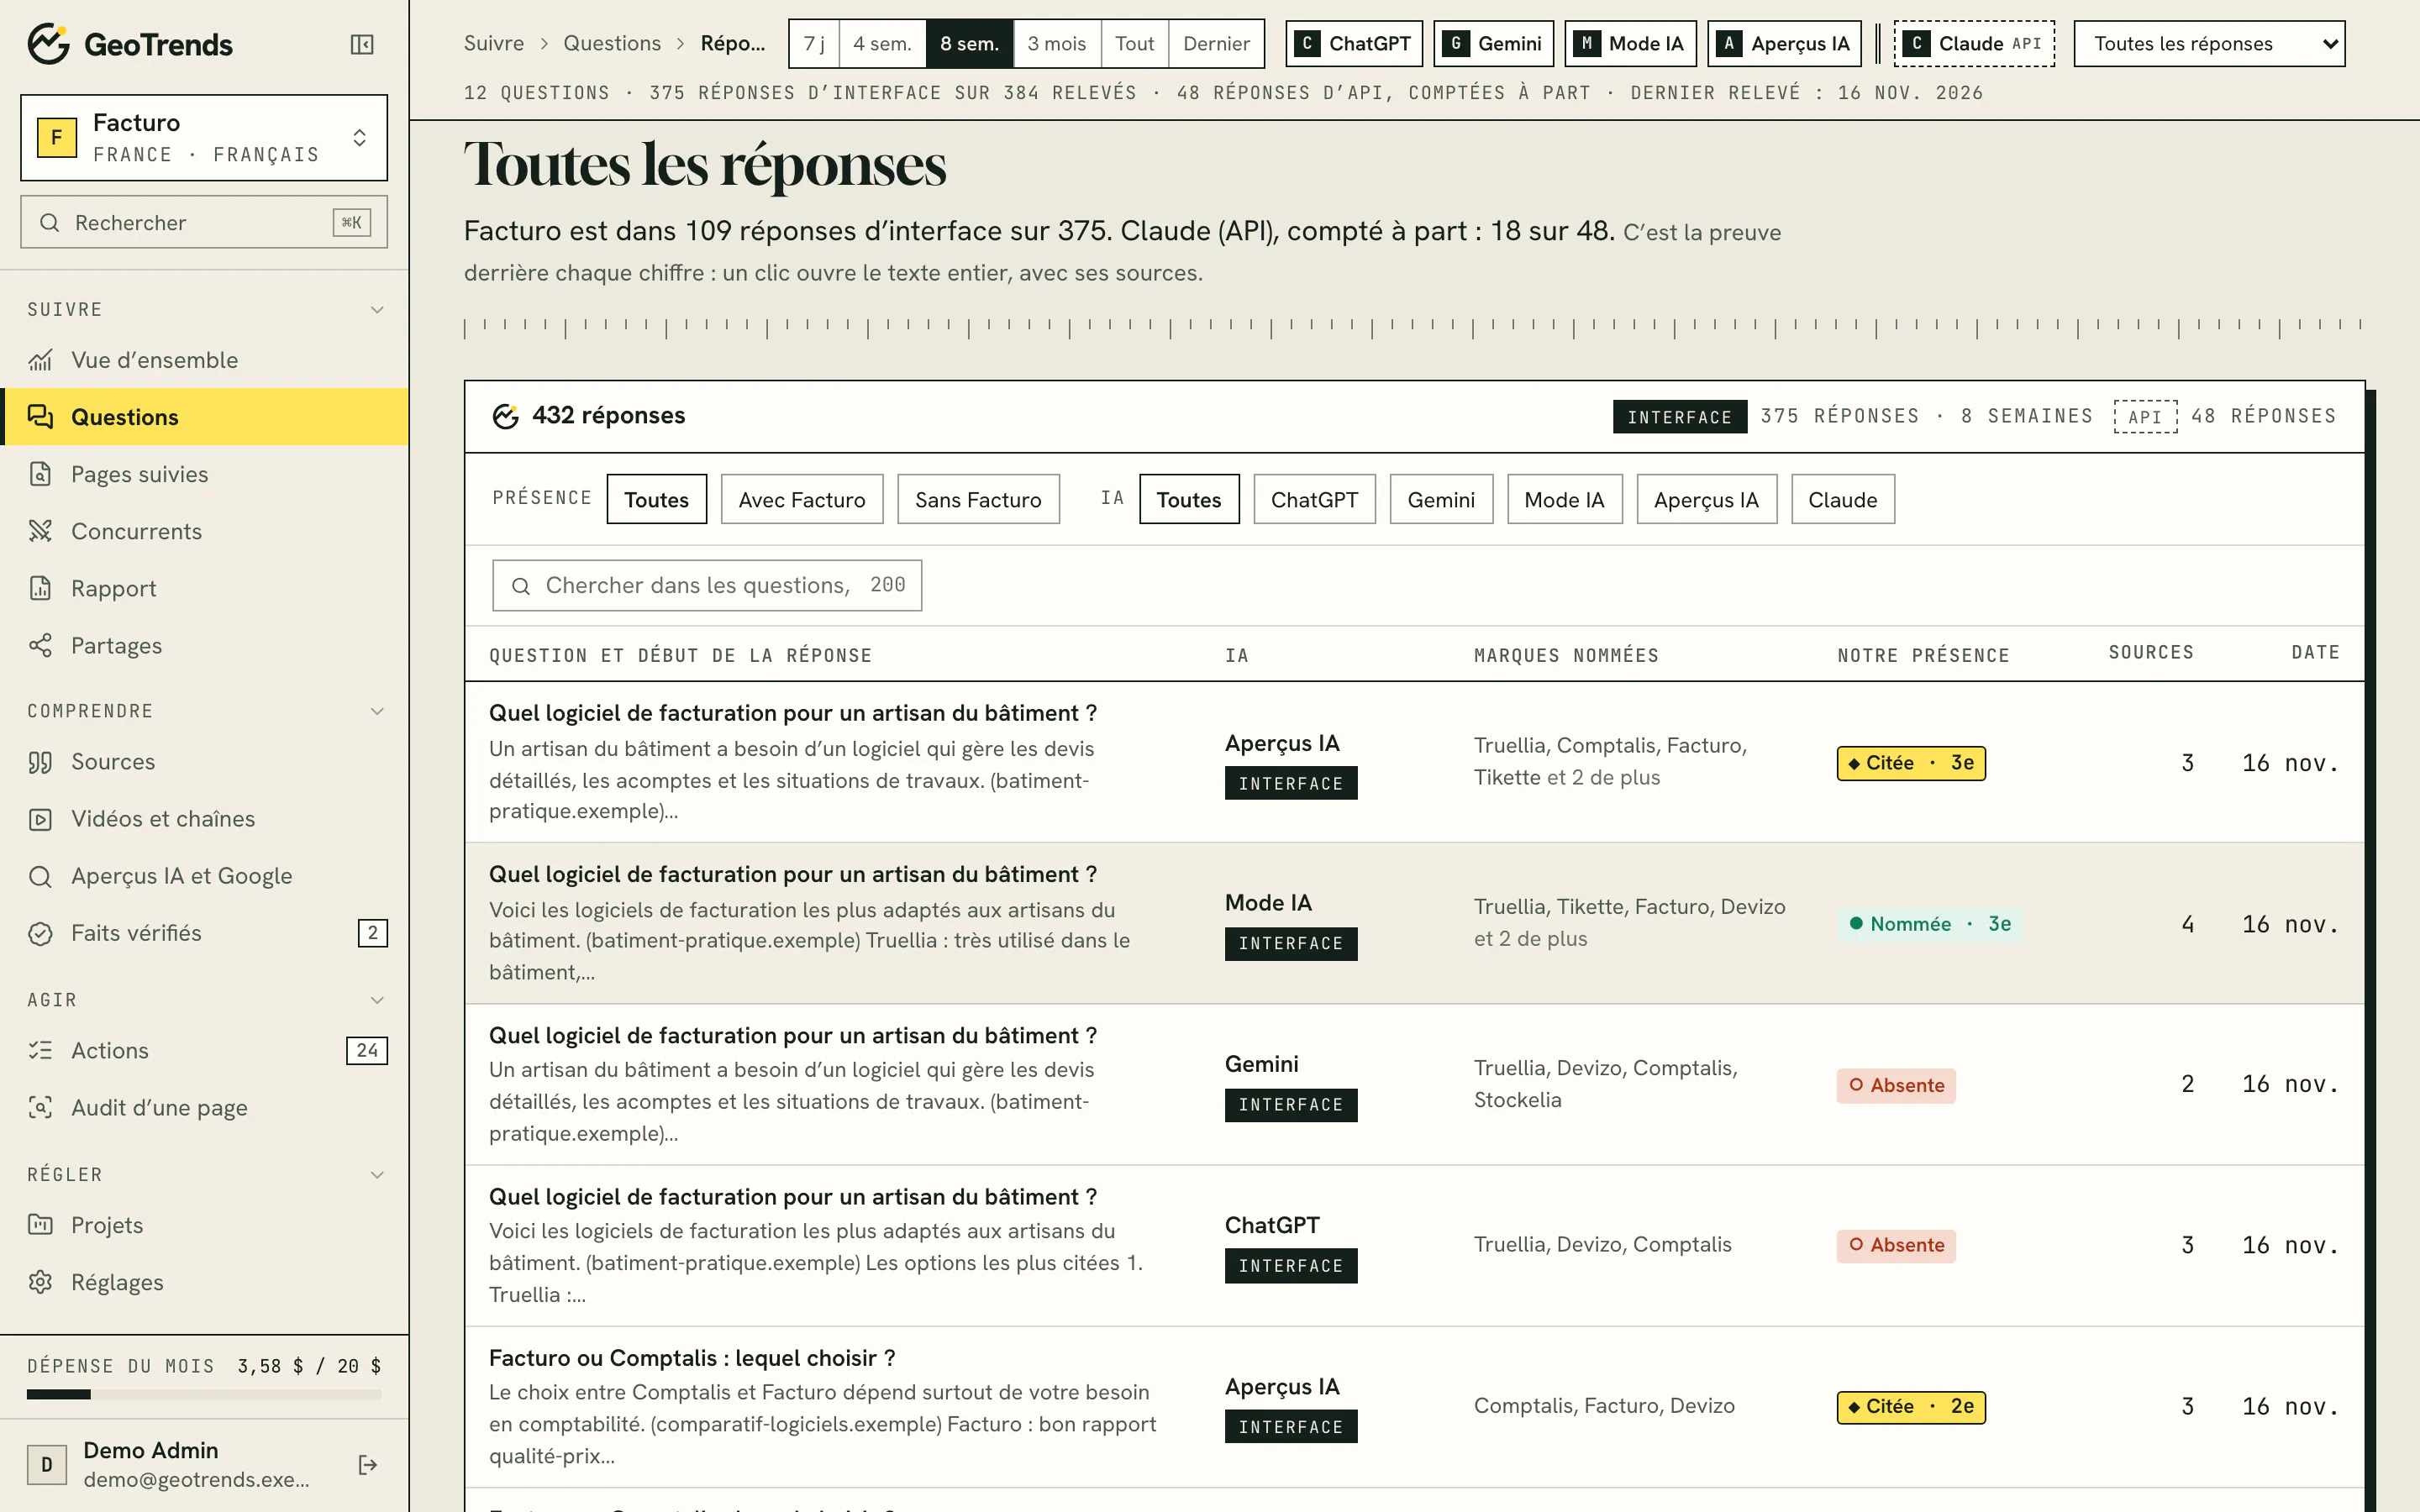 GeoTrends
F
Facturo
FRANCE · FRANÇAIS
Rechercher
⌘K
SUIVRE
Vue d’ensemble
Questions
Pages suivies
Concurrents
Rapport
Partages
COMPRENDRE
Sources
Vidéos et chaînes
Aperçus IA et Google
Faits vérifiés
2
AGIR
Actions
24
Audit d’une page
RÉGLER
Projets
Réglages
DÉPENSE DU MOIS 3,58 $ / 20 $
D
Demo Admin
demo@geotrends.exe...
Suivre > Questions > Répo...
7 j 4 sem. 8 sem. 3 mois Tout Dernier
C ChatGPT G Gemini M Mode IA A Aperçus IA C Claude API
Toutes les réponses
12 QUESTIONS · 375 RÉPONSES D’INTERFACE SUR 384 RELEVÉS · 48 RÉPONSES D’API, COMPTÉES À PART · DERNIER RELEVÉ : 16 NOV. 2026
Toutes les réponses
Facturo est dans 109 réponses d’interface sur 375. Claude (API), compté à part : 18 sur 48. C’est la preuve
derrière chaque chiffre : un clic ouvre le texte entier, avec ses sources.
432 réponses
INTERFACE 375 RÉPONSES · 8 SEMAINES API 48 RÉPONSES
PRÉSENCE Toutes Avec Facturo Sans Facturo IA Toutes ChatGPT Gemini Mode IA Aperçus IA Claude
Chercher dans les questions, 200
QUESTION ET DÉBUT DE LA RÉPONSE IA MARQUES NOMMÉES NOTRE PRÉSENCE SOURCES DATE
Quel logiciel de facturation pour un artisan du bâtiment ?
Un artisan du bâtiment a besoin d’un logiciel qui gère les devis
détaillés, les acomptes et les situations de travaux. (batiment-
pratique.exemple)...
Aperçus IA
INTERFACE
Truellia, Comptalis, Facturo,
Tikette et 2 de plus
◆ Citée · 3e
3
16 nov.
Quel logiciel de facturation pour un artisan du bâtiment ?
Voici les logiciels de facturation les plus adaptés aux artisans du
bâtiment. (batiment-pratique.exemple) Truellia : très utilisé dans le
bâtiment,...
Mode IA
INTERFACE
Truellia, Tikette, Facturo, Devizo
et 2 de plus
● Nommée · 3e
4
16 nov.
Quel logiciel de facturation pour un artisan du bâtiment ?
Un artisan du bâtiment a besoin d’un logiciel qui gère les devis
détaillés, les acomptes et les situations de travaux. (batiment-
pratique.exemple)...
Gemini
INTERFACE
Truellia, Devizo, Comptalis,
Stockelia
Absente
2
16 nov.
Quel logiciel de facturation pour un artisan du bâtiment ?
Voici les logiciels de facturation les plus adaptés aux artisans du
bâtiment. (batiment-pratique.exemple) Les options les plus citées 1.
Truellia :...
ChatGPT
INTERFACE
Truellia, Devizo, Comptalis
Absente
3
16 nov.
Facturo ou Comptalis : lequel choisir ?
Le choix entre Comptalis et Facturo dépend surtout de votre besoin
en comptabilité. (comparatif-logiciels.exemple) Facturo : bon rapport
qualité-prix...
Aperçus IA
INTERFACE
Comptalis, Facturo, Devizo
◆ Citée · 2e
3
16 nov.